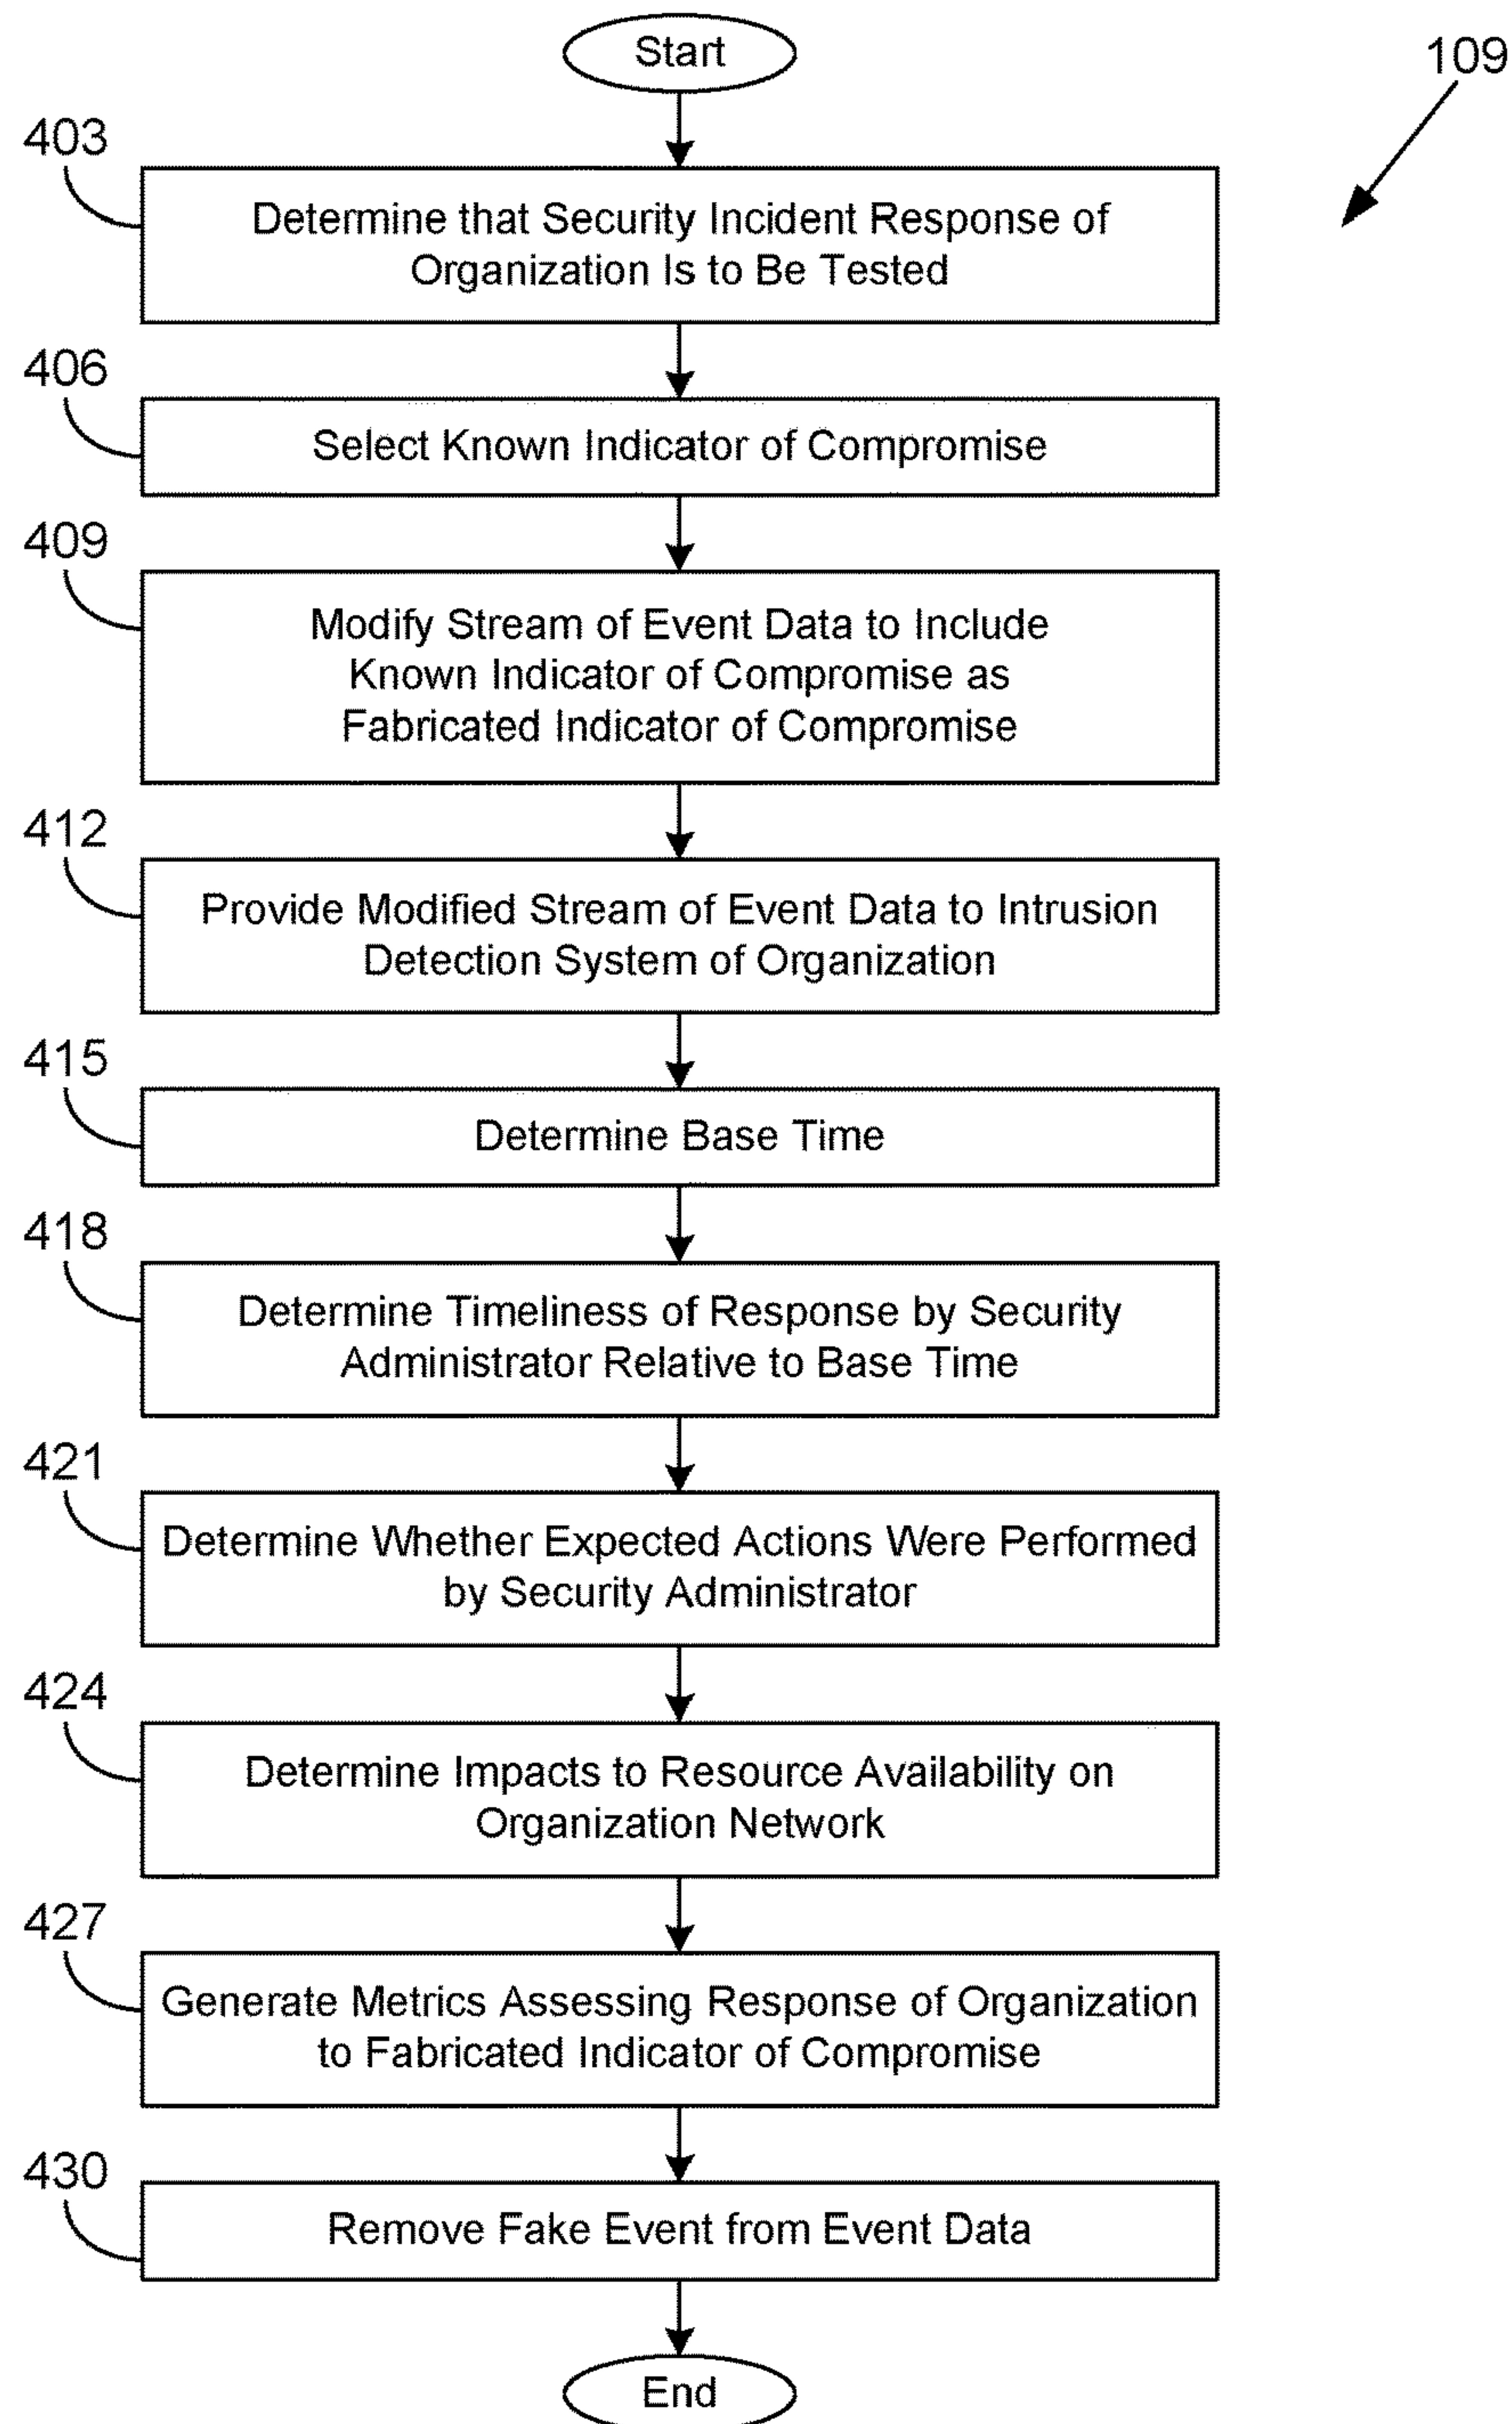 Start
109
403
Determine that Security Incident Response of
Organization Is to Be Tested
406
Select Known Indicator of Compromise
409
Modify Stream of Event Data to Include
Known Indicator of Compromise as
Fabricated Indicator of Compromise
412
Provide Modified Stream of Event Data to Intrusion
Detection System of Organization
415
Determine Base Time
418
Determine Timeliness of Response by Security
Administrator Relative to Base Time
421
Determine Whether Expected Actions Were Performed
by Security Administrator
424
Determine Impacts to Resource Availability on
Organization Network
427
Generate Metrics Assessing Response of Organization
to Fabricated Indicator of Compromise
430
Remove Fake Event from Event Data
End